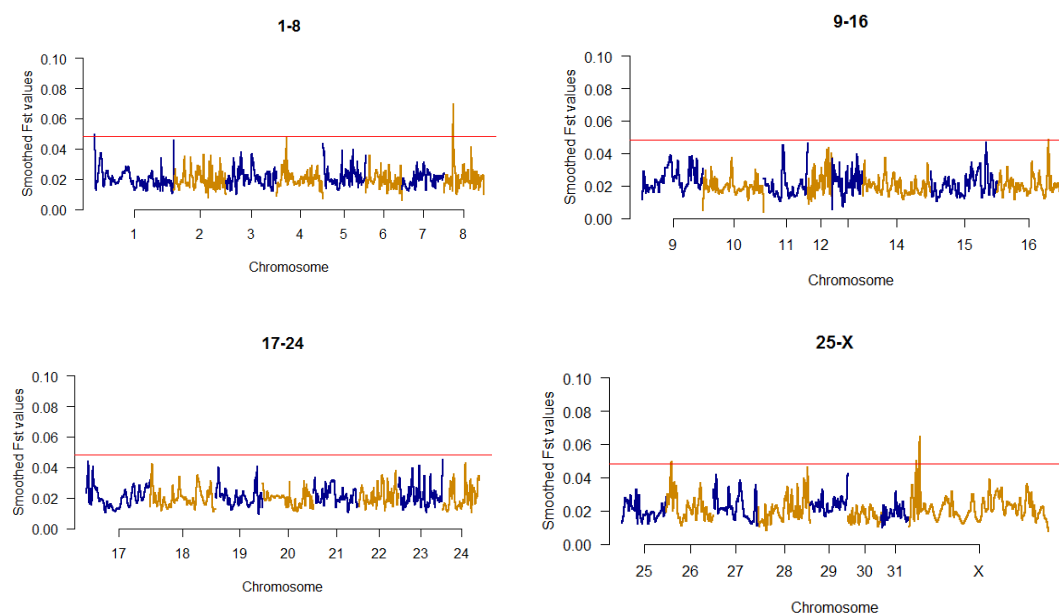 1-8
Smoothed Fst values
0.10
0.08
0.06
0.04
0.02
0.00
1 2 3 4 5 6 7 8
Chromosome
9-16
Smoothed Fst values
0.10
0.08
0.06
0.04
0.02
0.00
9 10 11 12 14 15 16
Chromosome
17-24
Smoothed Fst values
0.10
0.08
0.06
0.04
0.02
0.00
17 18 19 20 21 22 23 24
Chromosome
25-X
Smoothed Fst values
0.10
0.08
0.06
0.04
0.02
0.00
25 26 27 28 29 30 31 X
Chromosome